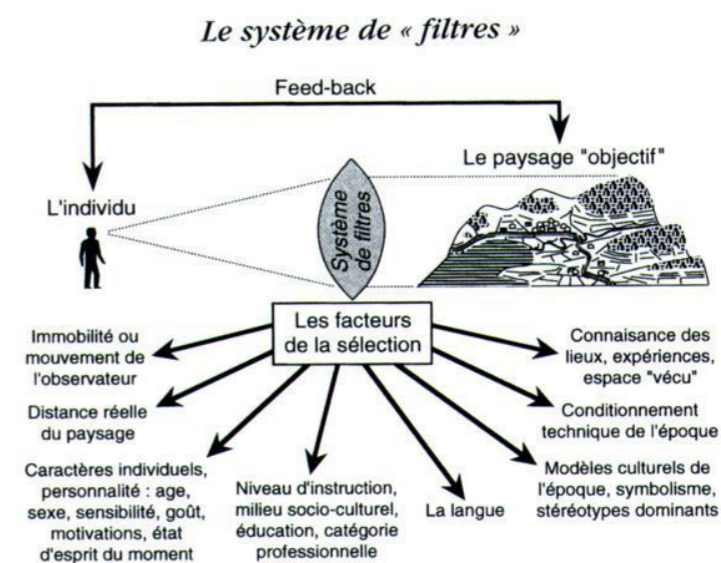 Le système de « filtres »
Feed-back
Le paysage "objectif"
L'individu
Système
de filtres
Les facteurs
de la sélection
Immobilité ou
mouvement de
l'observateur
Distance réelle
du paysage
Caractères individuels,
personnalité : age,
sexe, sensibilité, goût,
motivations, état
d'esprit du moment
Niveau d'instruction,
milieu socio-culturel,
éducation, catégorie
professionnelle
La langue
Modèles culturels de
l'époque, symbolisme,
stéréotypes dominants
Conditionnement
technique de l'époque
Connaisance des
lieux, expériences,
espace "vécu"